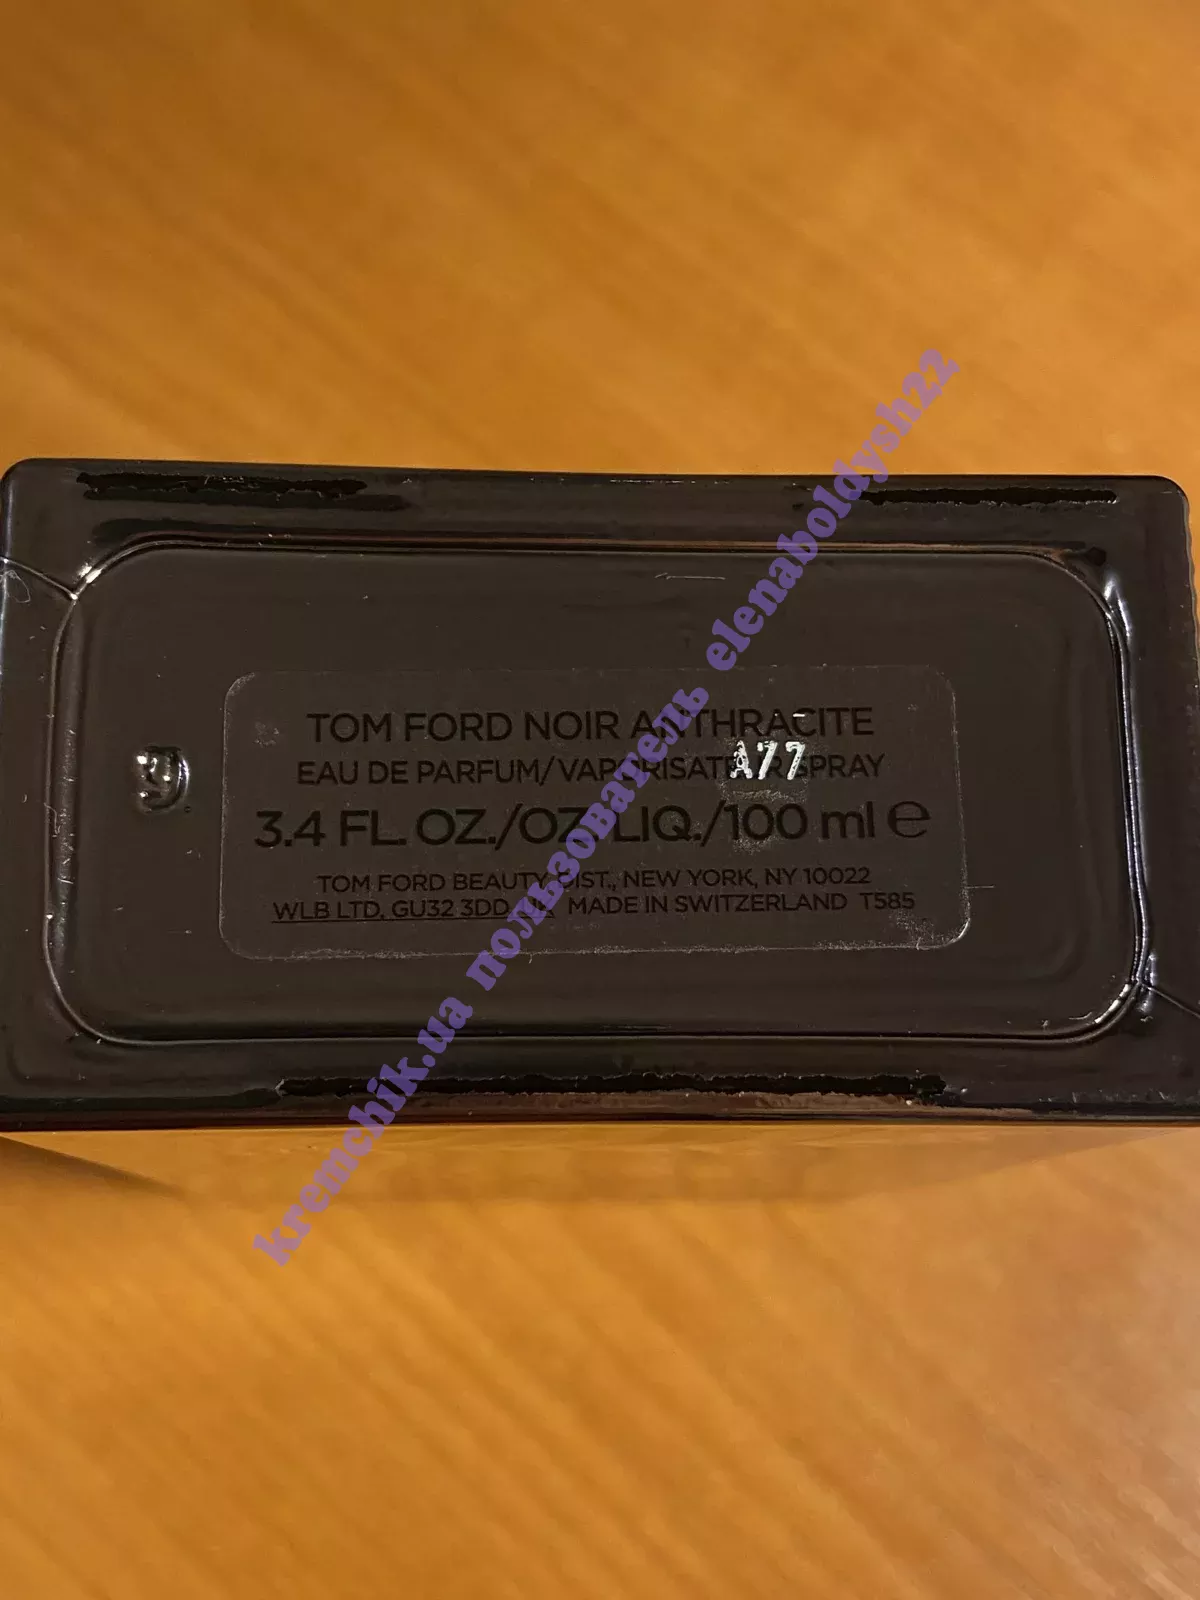 TOM FORD NOIR ANTHRACITE
A77
EAU DE PARFUM/VAPORISATEUR SPRAY
3.4 FL. OZ./OZ. LIQ./100 ml e
TOM FORD BEAUTY DIST., NEW YORK, NY 10022
WLB LTD, GU32 3DD, UK MADE IN SWITZERLAND T585
kremchik.ua пользователь elenaboldysh22